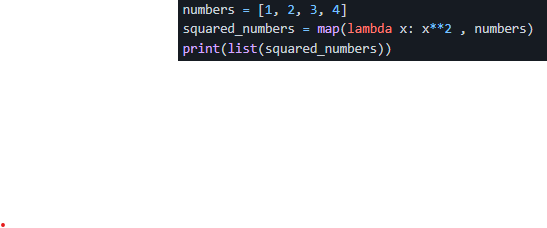 numbers = [1, 2, 3, 4]
squared_numbers = map(lambda x: x**2 , numbers)
print(list(squared_numbers))